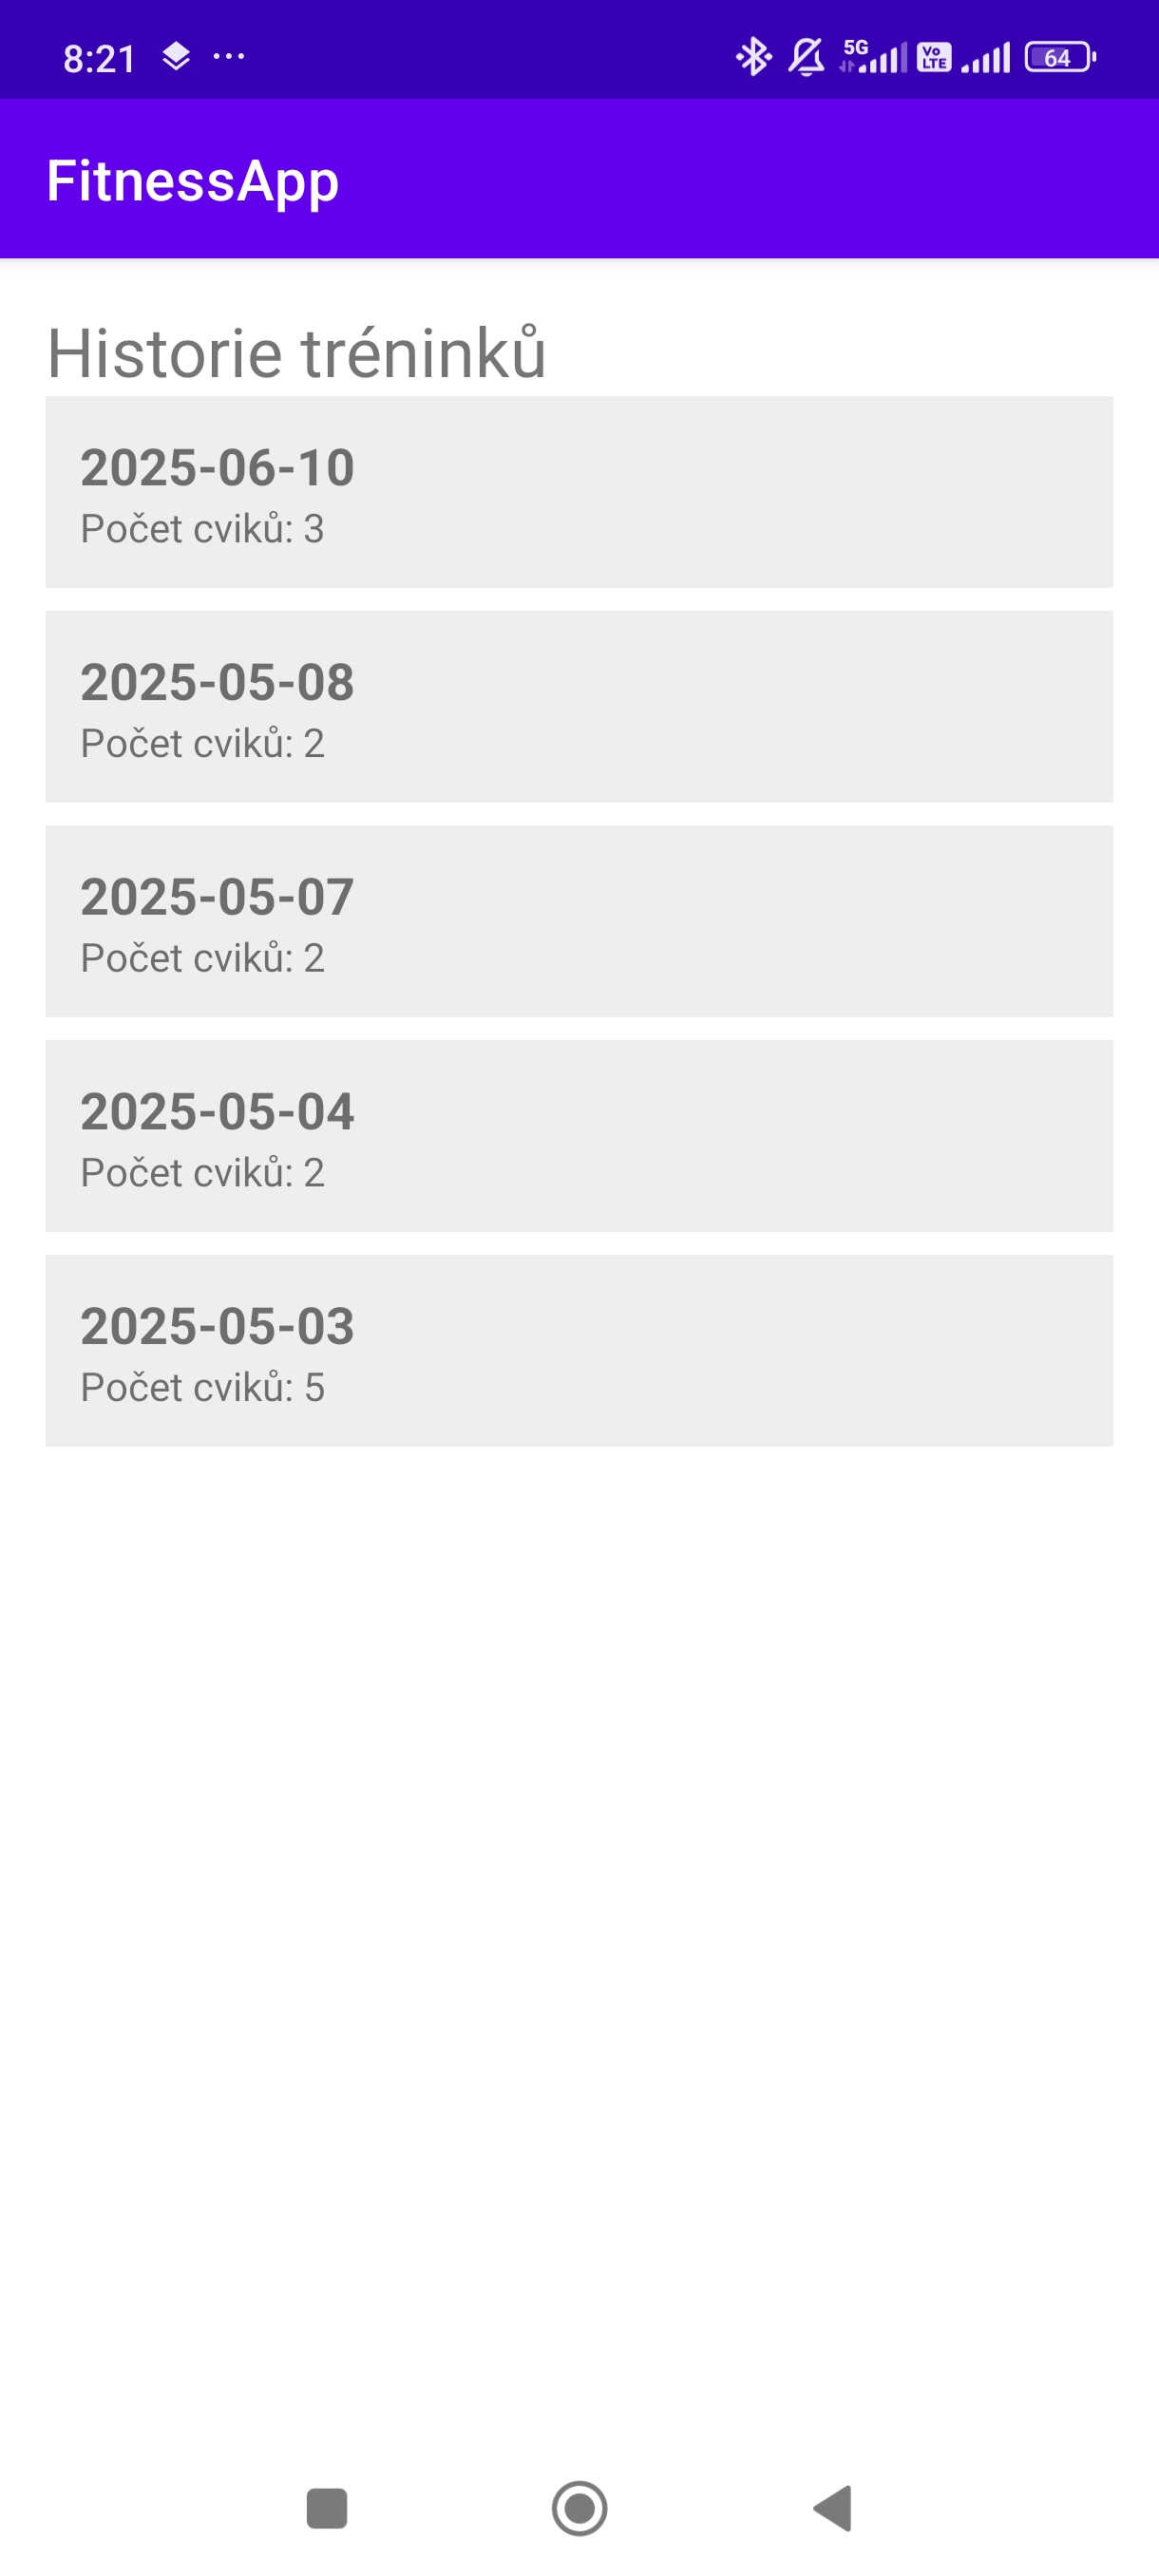 8:21 ... 5G Vo LTE 64
FitnessApp
Historie tréninků
2025-06-10
Počet cviků: 3
2025-05-08
Počet cviků: 2
2025-05-07
Počet cviků: 2
2025-05-04
Počet cviků: 2
2025-05-03
Počet cviků: 5